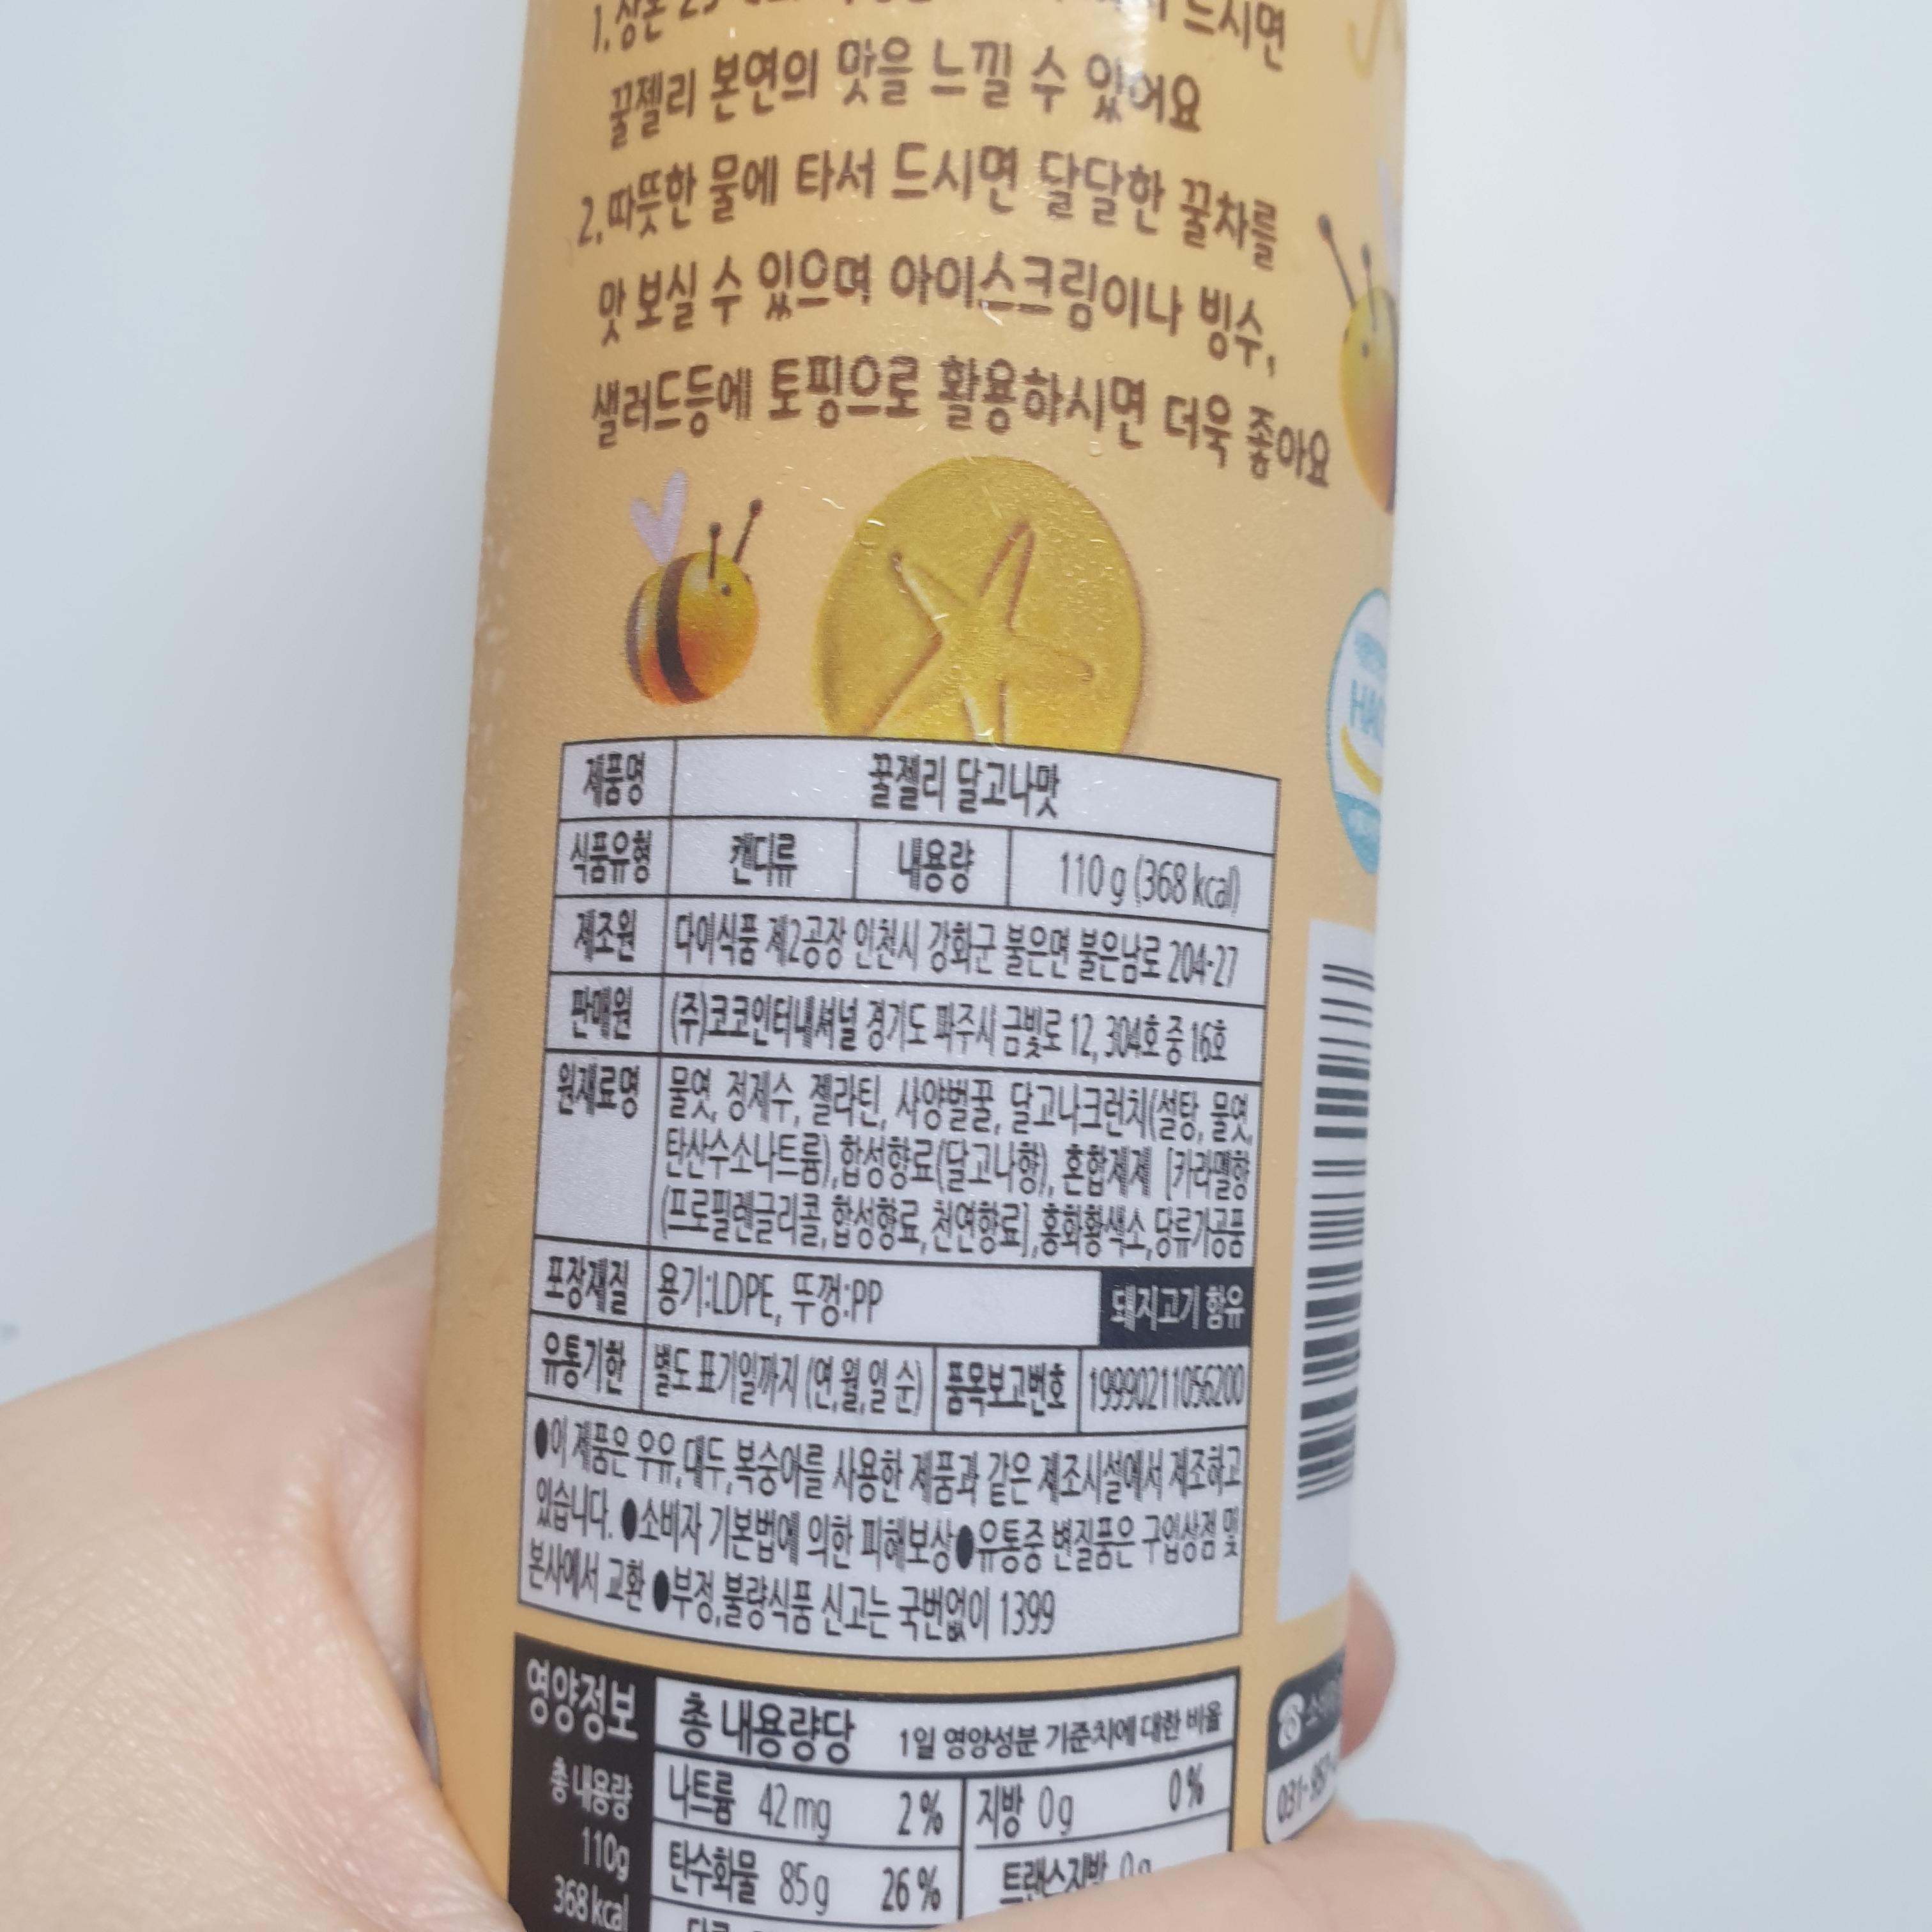 1. 상온 드시면
꿀젤리 본연의 맛을 느낄 수 있어요
2. 따뜻한 물에 타서 드시면 달달한 꿀차를
맛 보실 수 있으며 아이스크림이나 빙수,
샐러드등에 토핑으로 활용하시면 더욱 좋아요
제품명 꿀젤리 달고나맛
식품유형 캔디류 내용량 110 g (368 kcal)
제조원 다이식품 제2공장 인천시 강화군 불은면 불은남로 204-27
판매원 (주)코코인터내셔널 경기도 파주시 금빛로 12, 304호 중 16호
원재료명 물엿, 정제수, 젤라틴, 사양벌꿀, 달고나크런치(설탕, 물엿,
탄산수소나트륨),합성향료(달고나향), 혼합제제 [카라멜향
(프로필렌글리콜,합성향료,천연향료],홍화황색소,당류가공품
포장재질 용기:LDPE, 뚜껑:PP 돼지고기 함유
유통기한 별도 표기일까지 (연,월,일 순) 품목보고번호 19990211056200
●이 제품은 우유,대두,복숭아를 사용한 제품과 같은 제조시설에서 제조하고
있습니다. ●소비자 기본법에 의한 피해보상●유통중 변질품은 구입상점 및
본사에서 교환 ●부정,불량식품 신고는 국번없이 1399
영양정보 총 내용량당 1일 영양성분 기준치에 대한 비율
총 내용량
110g
368 kcal
나트륨 42 mg 2 % 지방 0 g 0 %
탄수화물 85 g 26 % 트랜스지방 0 g
031-957